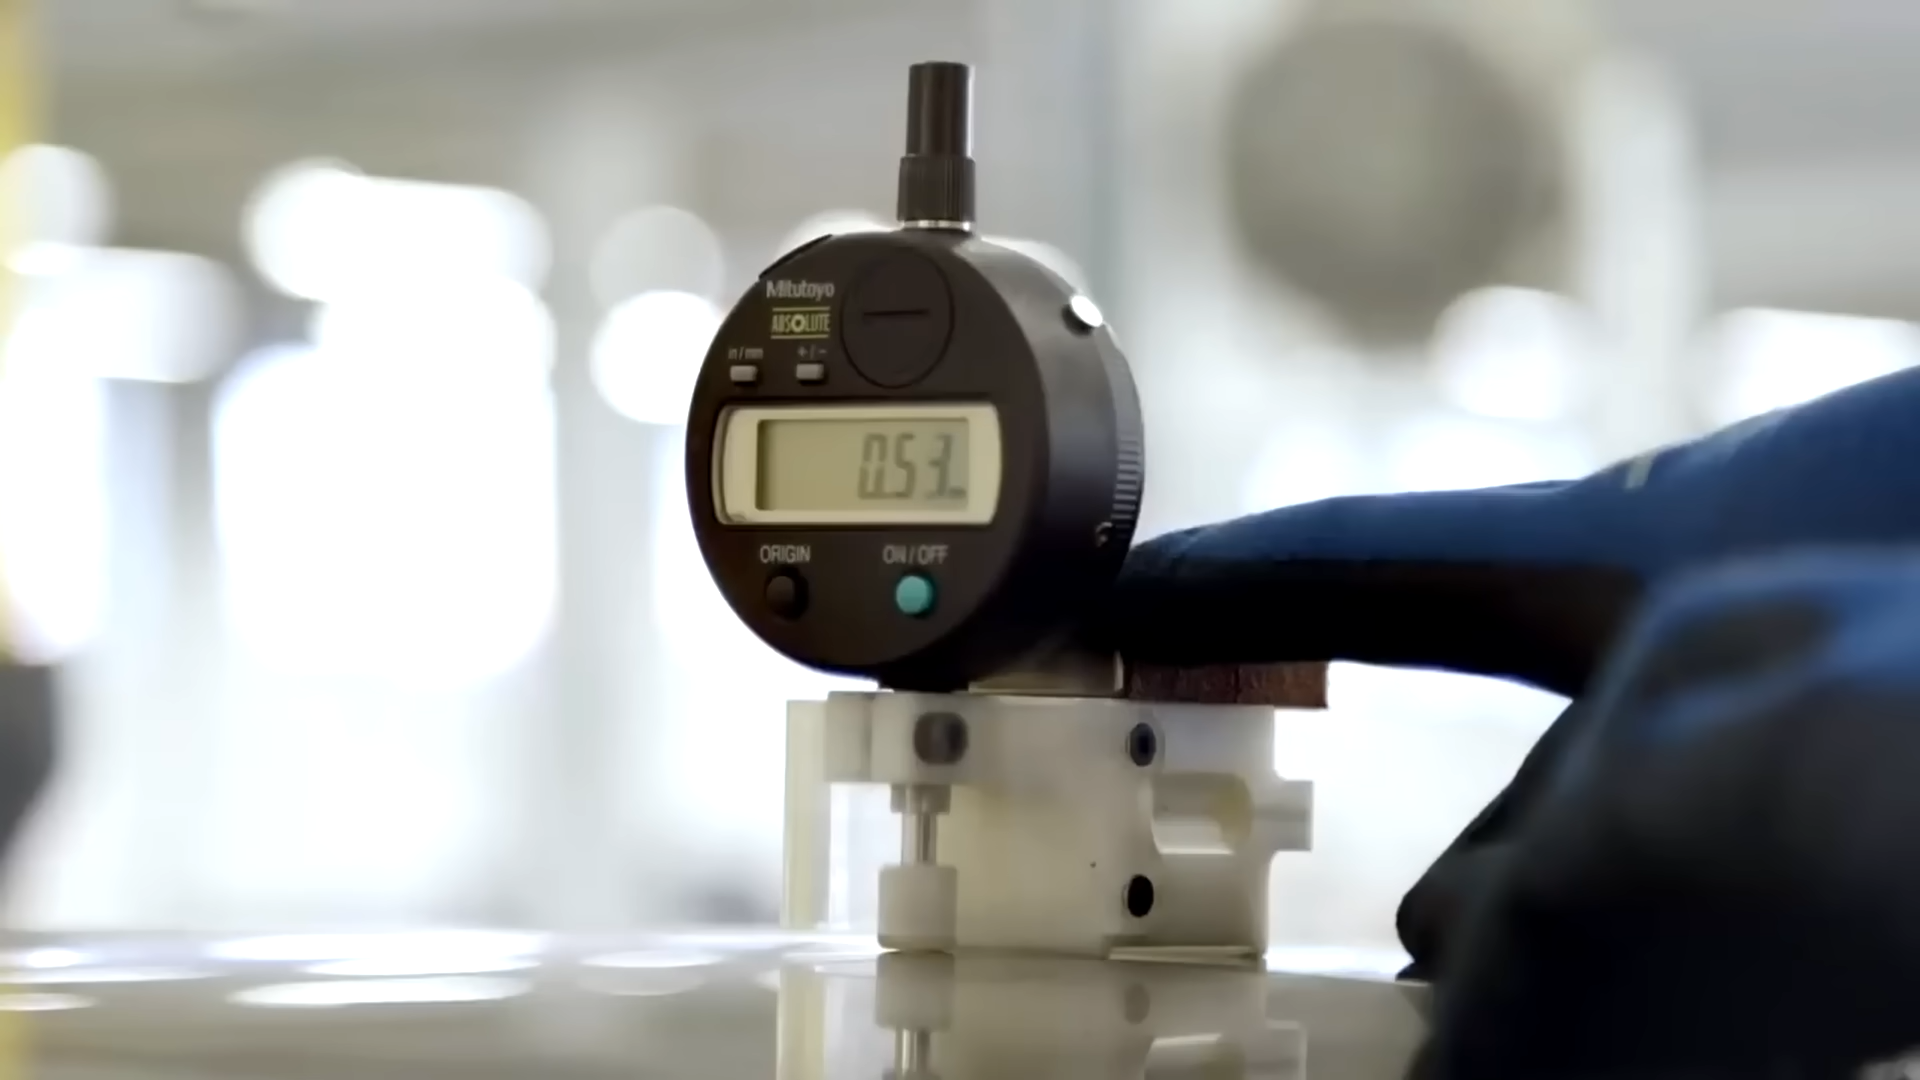 Mitutoyo
ABSOLUTE
in / mm + / -
0.53
ORIGIN ON / OFF